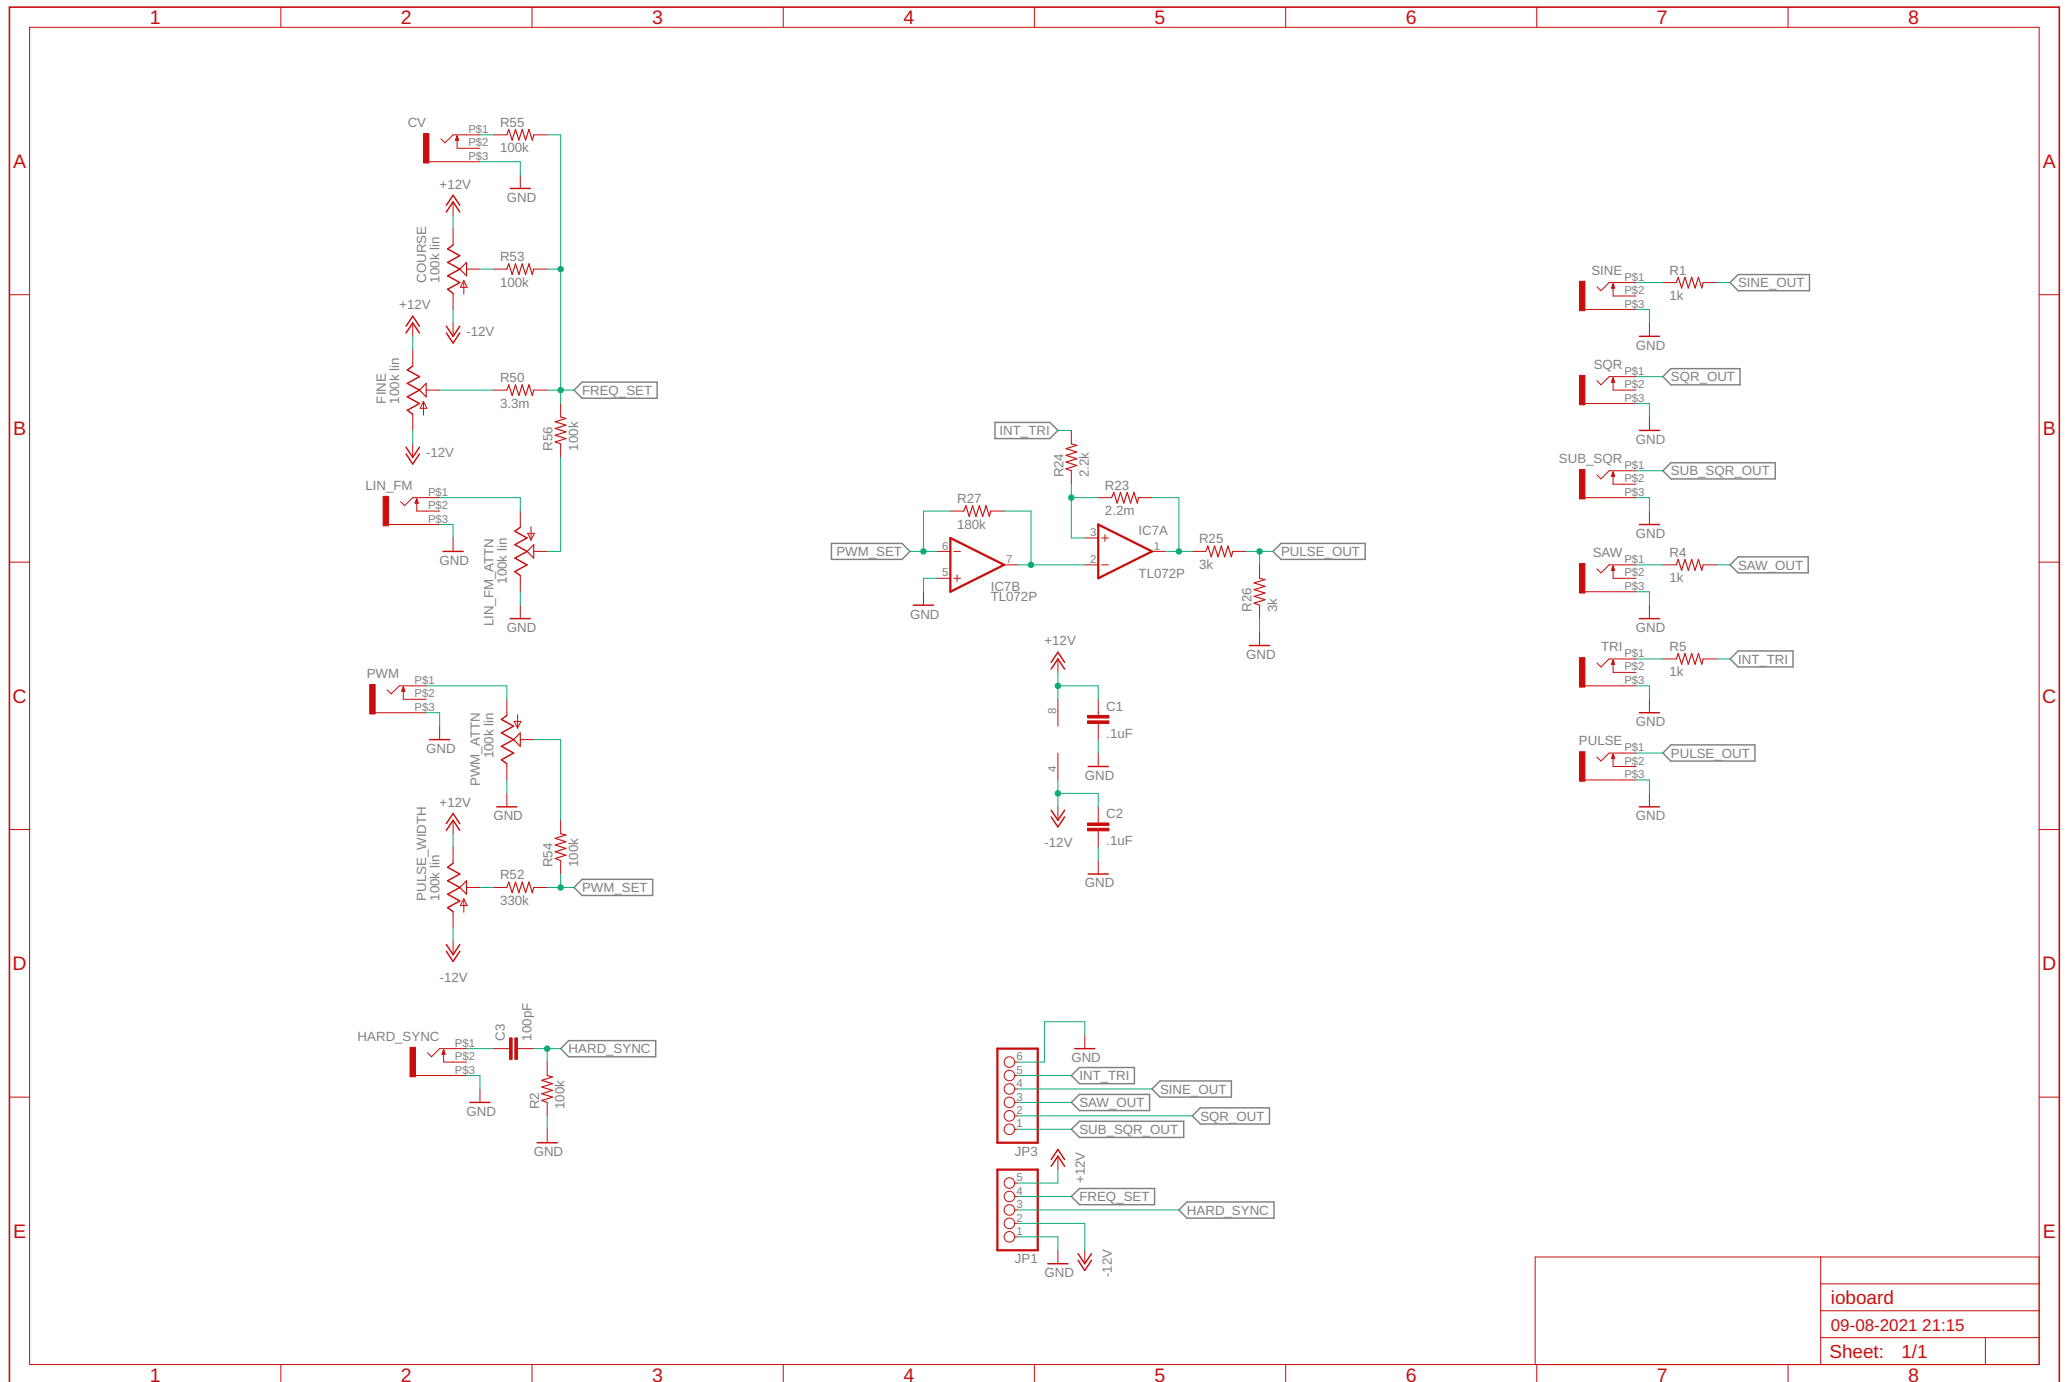 1 2 3 4 5 6 7 8
A
B
C
D
E
A
B
C
D
E
1 2 3 4 5 6 7 8
CV
P$1
P$2
P$3
R55
100k
GND
+12V
COURSE
100k lin
R53
100k
-12V
+12V
FINE
100k lin
R50
3.3m
FREQ_SET
-12V
R56
100k
LIN_FM
P$1
P$2
P$3
GND
LIN_FM_ATTN
100k lin
GND
PWM
P$1
P$2
P$3
GND
PWM_ATTN
100k lin
GND
+12V
PULSE_WIDTH
100k lin
R54
100k
R52
330k
PWM_SET
-12V
HARD_SYNC
P$1
P$2
P$3
C3
100pF
HARD_SYNC
GND
R2
100k
GND
INT_TRI
R24
2.2k
R27
180k
R23
2.2m
PWM_SET
6
5
7
IC7B
TL072P
GND
3
2
1
IC7A
TL072P
R25
3k
PULSE_OUT
R26
3k
GND
+12V
8
C1
.1uF
GND
4
C2
.1uF
-12V
GND
GND
6
5
4
3
2
1
INT_TRI
SINE_OUT
SAW_OUT
SQR_OUT
SUB_SQR_OUT
JP3
+12V
5
4
3
2
1
FREQ_SET
HARD_SYNC
JP1
GND
-12V
SINE
P$1
P$2
P$3
R1
1k
SINE_OUT
GND
SQR
P$1
P$2
P$3
SQR_OUT
GND
SUB_SQR
P$1
P$2
P$3
SUB_SQR_OUT
GND
SAW
P$1
P$2
P$3
R4
1k
SAW_OUT
GND
TRI
P$1
P$2
P$3
R5
1k
INT_TRI
GND
PULSE
P$1
P$2
P$3
PULSE_OUT
GND
ioboard
09-08-2021 21:15
Sheet: 1/1